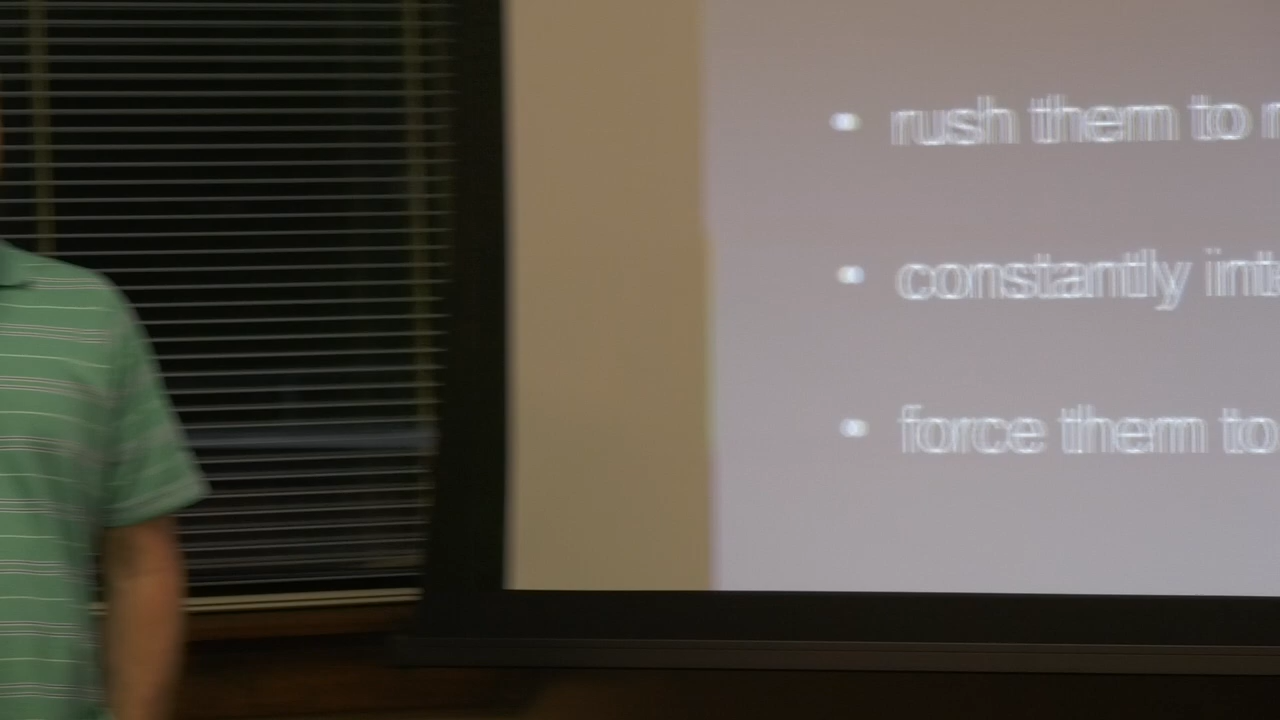 • rush them to
• constantly
• force them to